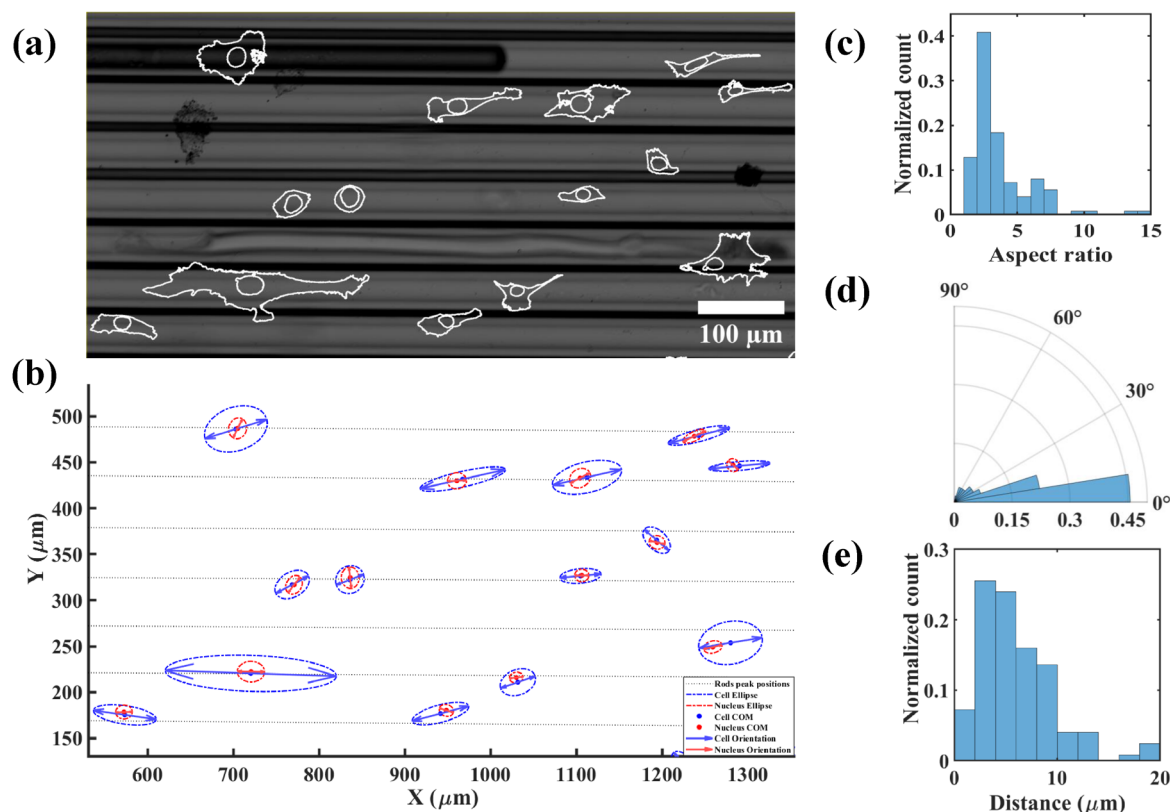 (a)
100 μm
(b)
Y (μm)
500
450
400
350
300
250
200
150
600
700
800
900
1000
1100
1200
1300
X (μm)
Rods peak positions
Cell Ellipse
Nucleus Ellipse
Cell COM
Nucleus COM
Cell Orientation
Nucleus Orientation
(c)
Normalized count
0.4
0.3
0.2
0.1
0
0
5
10
15
Aspect ratio
(d)
90°
60°
30°
0°
0
0.15
0.3
0.45
(e)
Normalized count
0.3
0.2
0.1
0
0
10
20
Distance (μm)